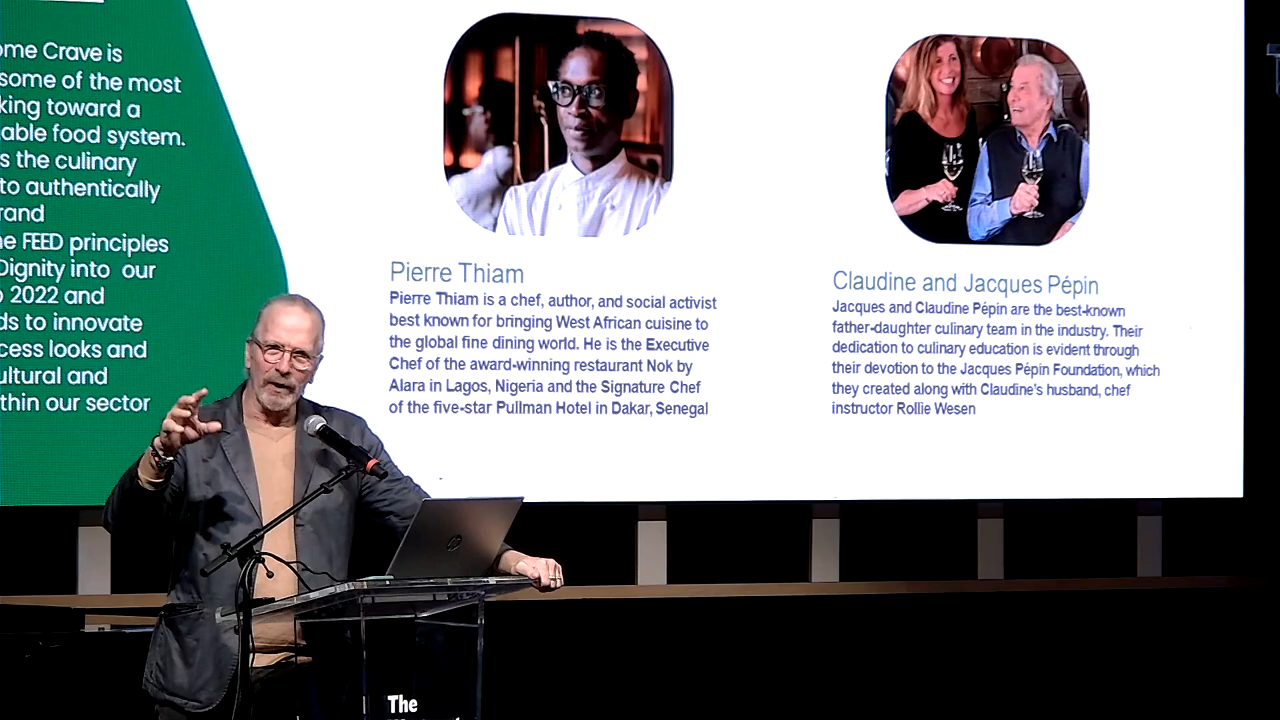 ome Crave is
some of the most
king toward a
able food system.
s the culinary
to authentically
rand
he FEED principles
Dignity into our
o 2022 and
ds to innovate
cess looks and
ultural and
thin our sector
Pierre Thiam
Pierre Thiam is a chef, author, and social activist
best known for bringing West African cuisine to
the global fine dining world. He is the Executive
Chef of the award-winning restaurant Nok by
Alara in Lagos, Nigeria and the Signature Chef
of the five-star Pullman Hotel in Dakar, Senegal
Claudine and Jacques Pépin
Jacques and Claudine Pépin are the best-known
father-daughter culinary team in the industry. Their
dedication to culinary education is evident through
their devotion to the Jacques Pépin Foundation, which
they created along with Claudine's husband, chef
instructor Rollie Wesen
hp
The